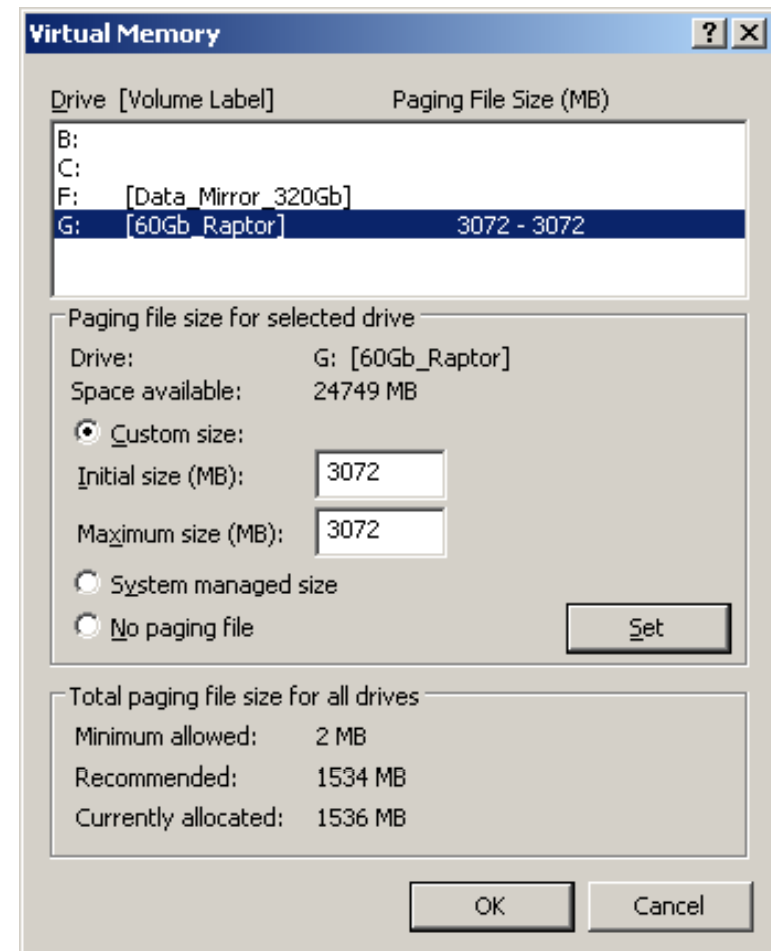 Virtual Memory
? X
Drive [Volume Label] Paging File Size (MB)
B:
C:
F: [Data_Mirror_320Gb]
G: [60Gb_Raptor] 3072 - 3072
Paging file size for selected drive
Drive: G: [60Gb_Raptor]
Space available: 24749 MB
Custom size:
Initial size (MB): 3072
Maximum size (MB): 3072
System managed size
No paging file Set
Total paging file size for all drives
Minimum allowed: 2 MB
Recommended: 1534 MB
Currently allocated: 1536 MB
OK Cancel